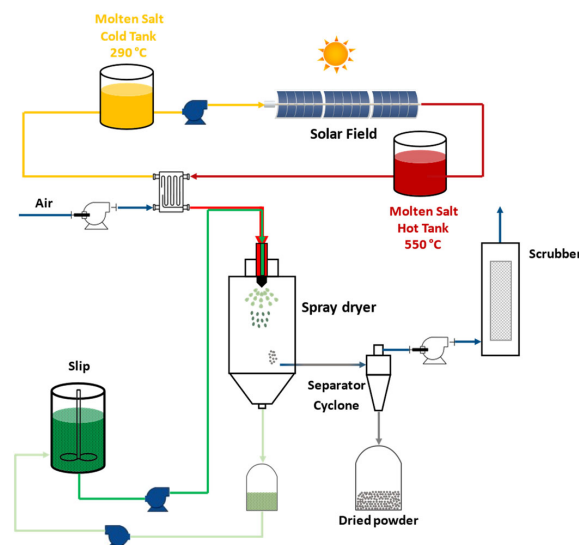 Molten Salt
Cold Tank
290 °C
Solar Field
Air
Molten Salt
Hot Tank
550 °C
Scrubber
Spray dryer
Slip
Separator
Cyclone
Dried powder